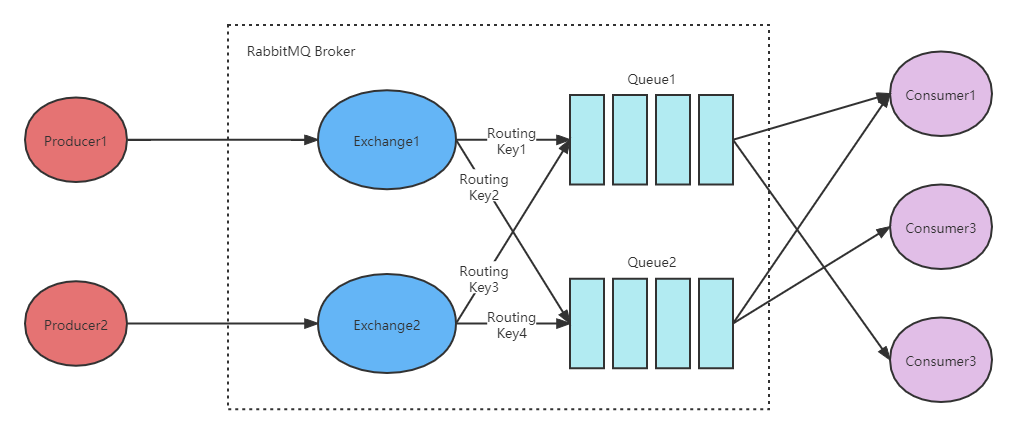 RabbitMQ Broker
Queue1
Consumer1
Producer1
Exchange1
Routing
Key1
Routing
Key2
Consumer3
Queue2
Routing
Key3
Producer2
Exchange2
Routing
Key4
Consumer3